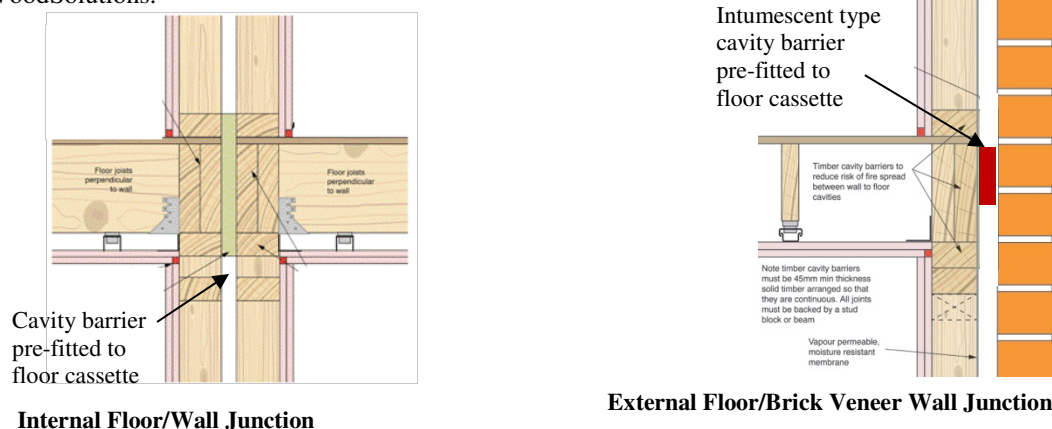 Floor joists
perpendicular
to wall
Floor joists
perpendicular
to wall
Cavity barrier
pre-fitted to
floor cassette
Internal Floor/Wall Junction
Intumescent type
cavity barrier
pre-fitted to
floor cassette
Timber cavity barriers to
reduce risk of fire spread
between wall to floor
cavities
Note timber cavity barriers
must be 45mm min thickness
solid timber arranged so that
they are continuous. All joints
must be backed by a stud
block or beam
Vapour permeable,
moisture resistant
membrane
External Floor/Brick Veneer Wall Junction